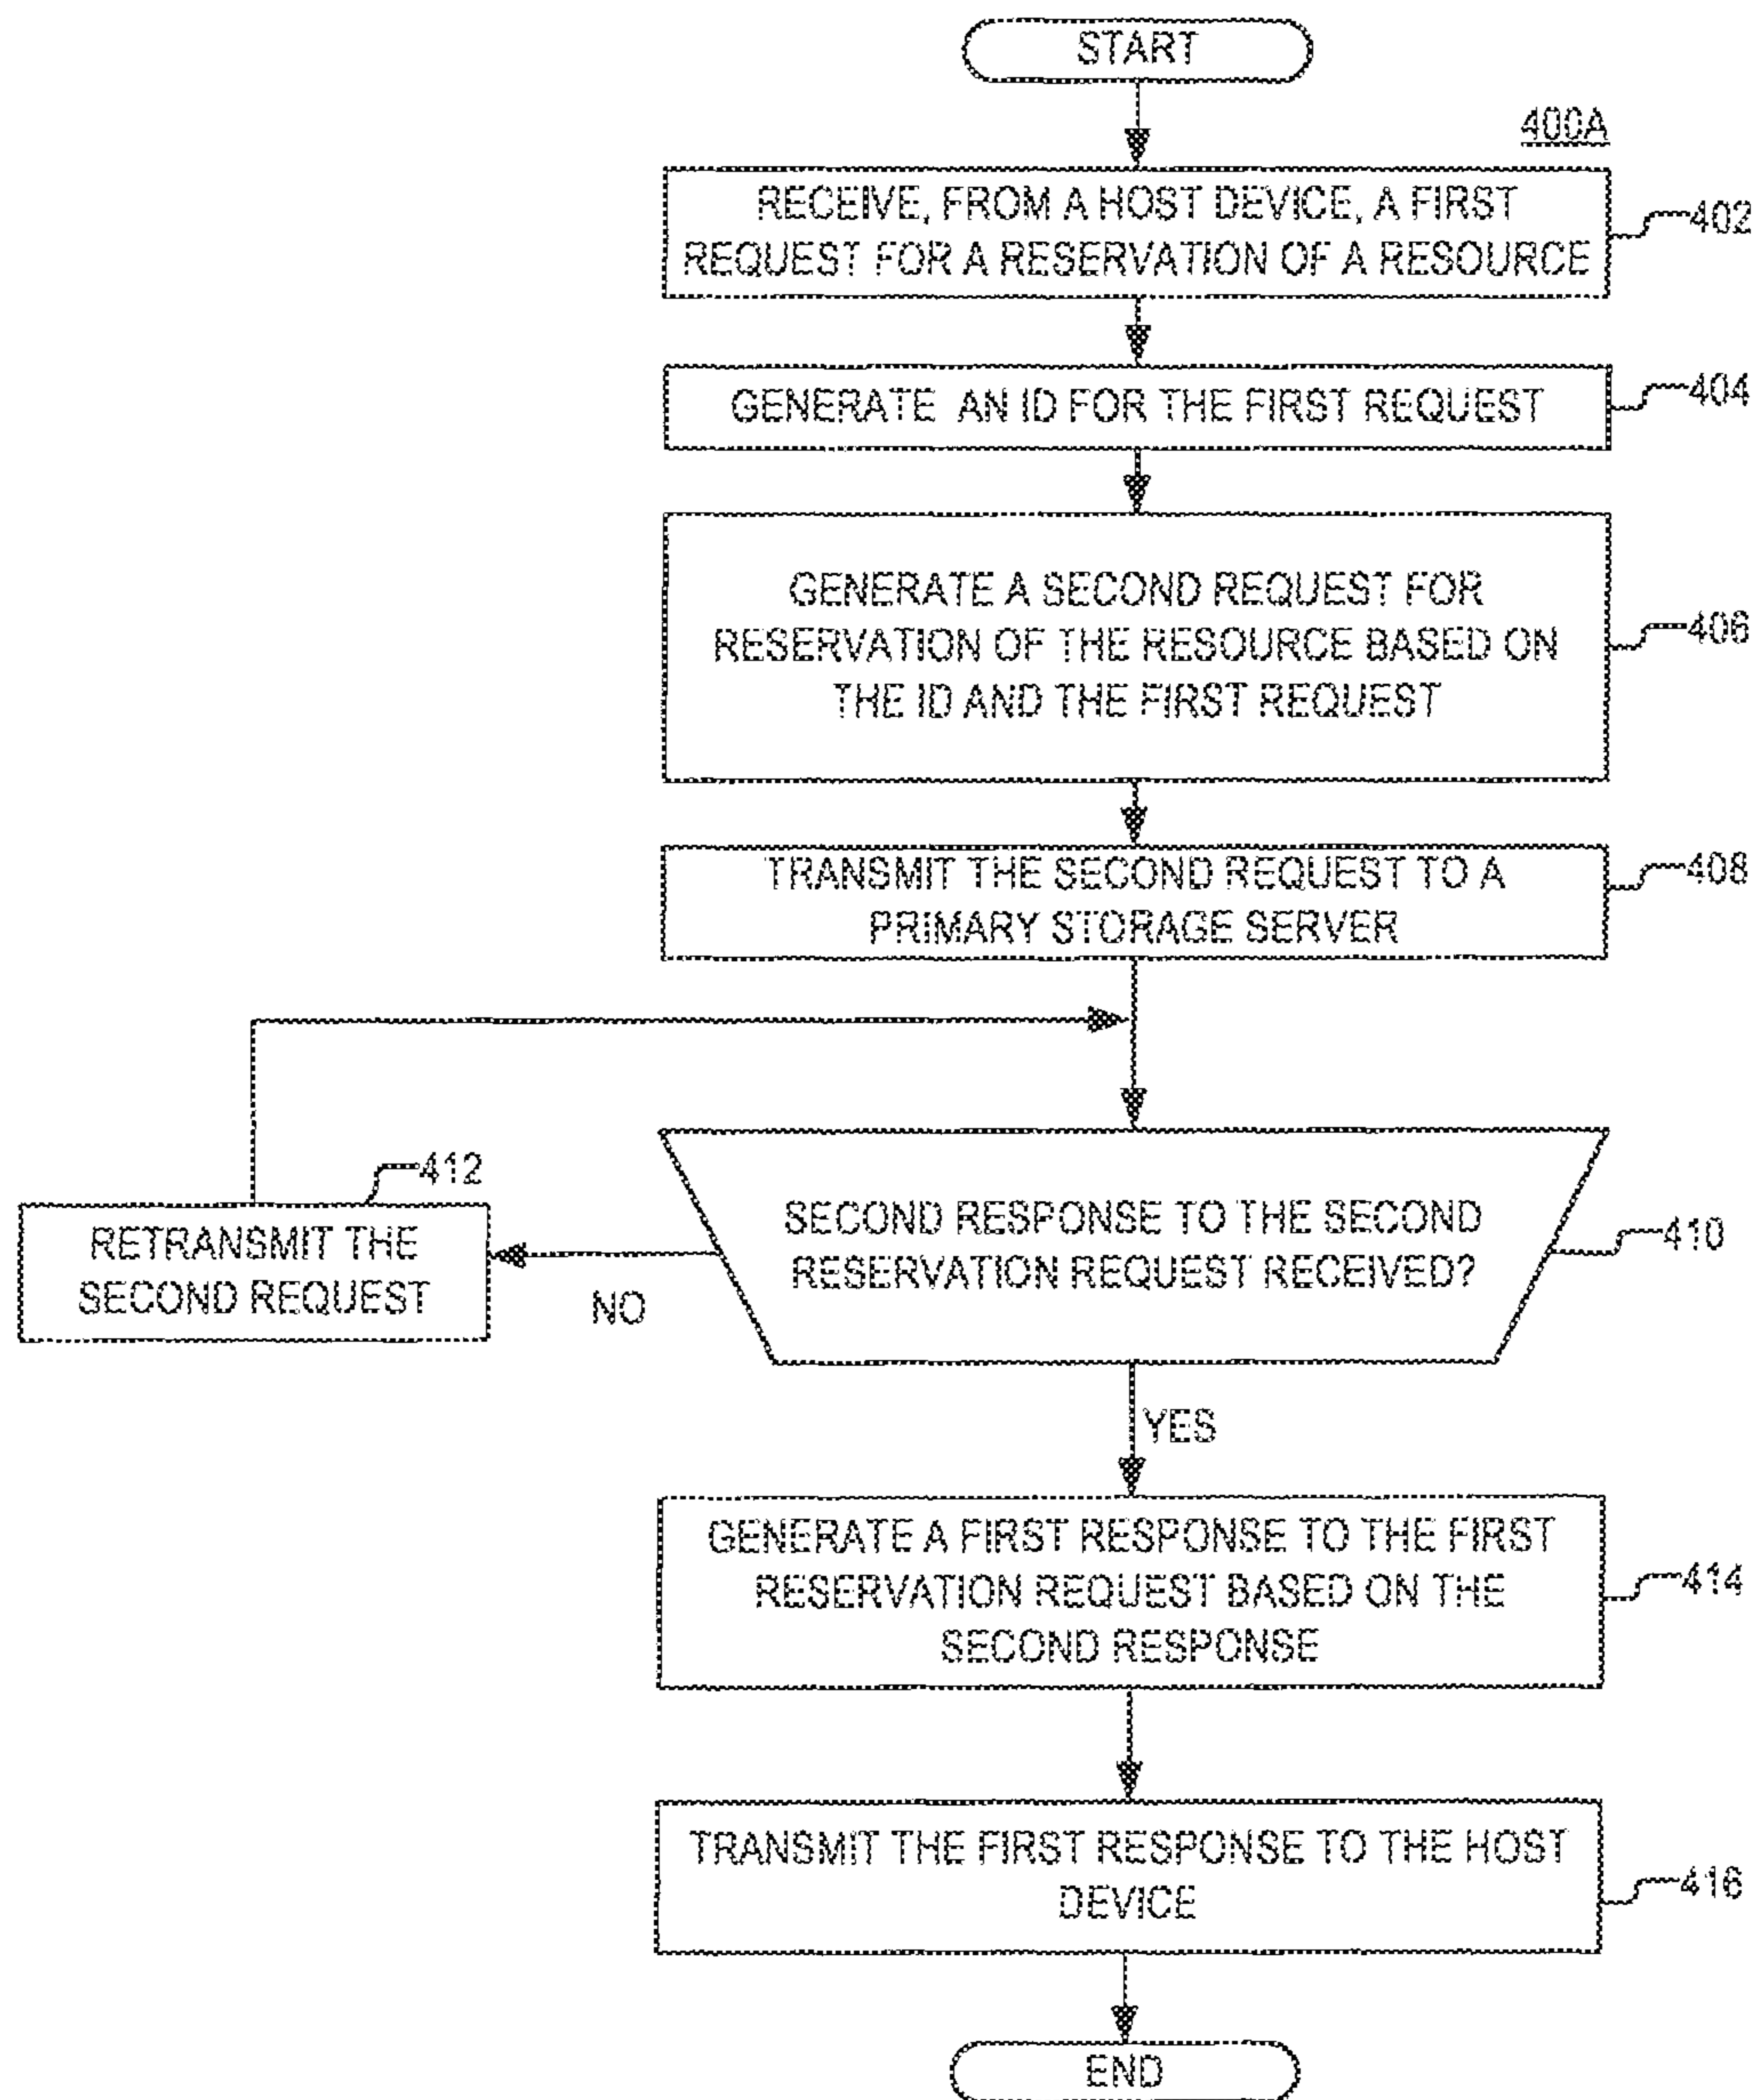 START
400A
RECEIVE, FROM A HOST DEVICE, A FIRST
REQUEST FOR A RESERVATION OF A RESOURCE
402
GENERATE AN ID FOR THE FIRST REQUEST
404
GENERATE A SECOND REQUEST FOR
RESERVATION OF THE RESOURCE BASED ON
THE ID AND THE FIRST REQUEST
406
TRANSMIT THE SECOND REQUEST TO A
PRIMARY STORAGE SERVER
408
SECOND RESPONSE TO THE SECOND
RESERVATION REQUEST RECEIVED?
410
NO
412
RETRANSMIT THE
SECOND REQUEST
YES
GENERATE A FIRST RESPONSE TO THE FIRST
RESERVATION REQUEST BASED ON THE
SECOND RESPONSE
414
TRANSMIT THE FIRST RESPONSE TO THE HOST
DEVICE
416
END